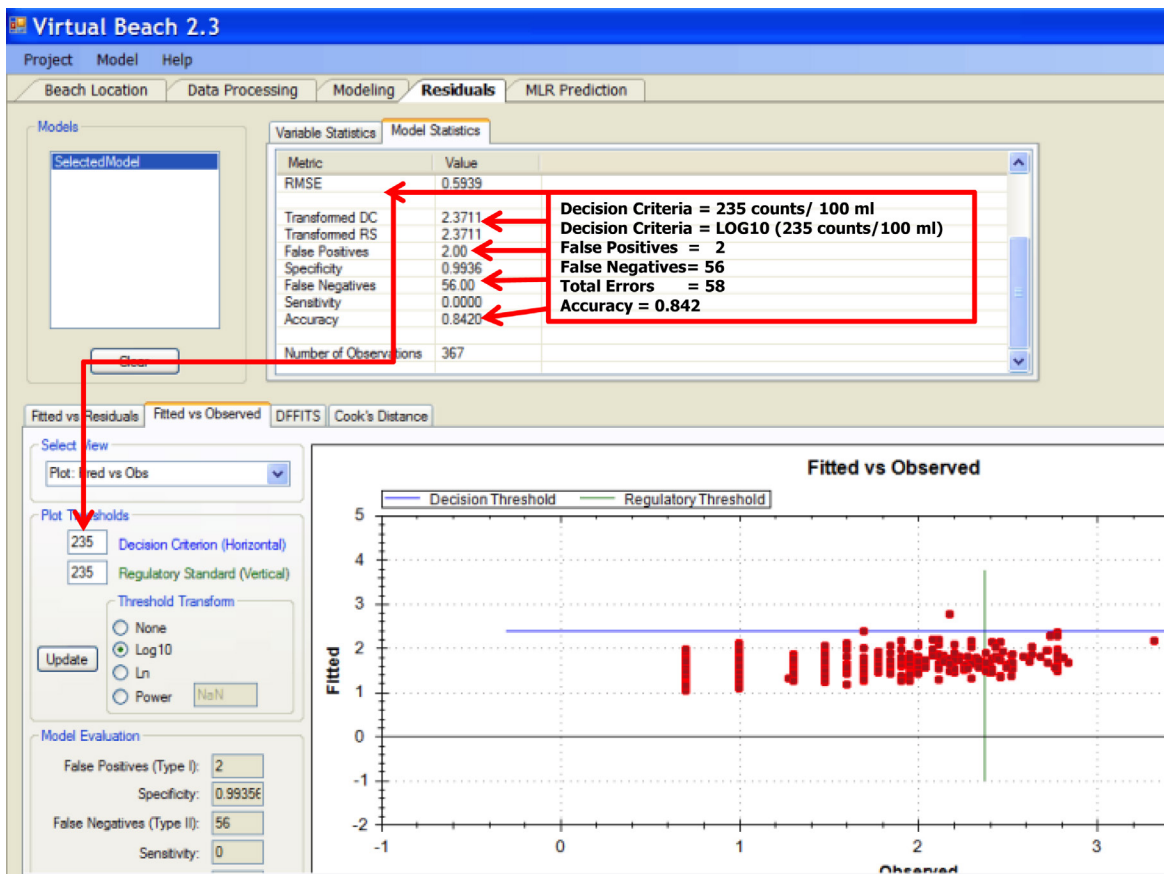 Virtual Beach 2.3
Project Model Help
Beach Location Data Processing Modeling Residuals MLR Prediction
Models
SelectedModel
Clear
Variable Statistics Model Statistics
Metric Value
RMSE 0.5939
Transformed DC 2.3711
Transformed RS 2.3711
False Positives 2.00
Specificity 0.9936
False Negatives 56.00
Sensitivity 0.0000
Accuracy 0.8420
Number of Observations 367
Decision Criteria = 235 counts/ 100 ml
Decision Criteria = LOG10 (235 counts/100 ml)
False Positives = 2
False Negatives= 56
Total Errors = 58
Accuracy = 0.842
Fitted vs Residuals Fitted vs Observed DFFITS Cook's Distance
Select View
Plot: Pred vs Obs
Plot Thresholds
235 Decision Criterion (Horizontal)
235 Regulatory Standard (Vertical)
Threshold Transform
None
Log10
Ln
Power NaN
Update
Model Evaluation
False Positives (Type I): 2
Specificity: 0.99356
False Negatives (Type II): 56
Sensitivity: 0
Fitted vs Observed
Decision Threshold Regulatory Threshold
5
4
3
2
1
0
-1
-2
Fitted
-1 0 1 2 3
Observed